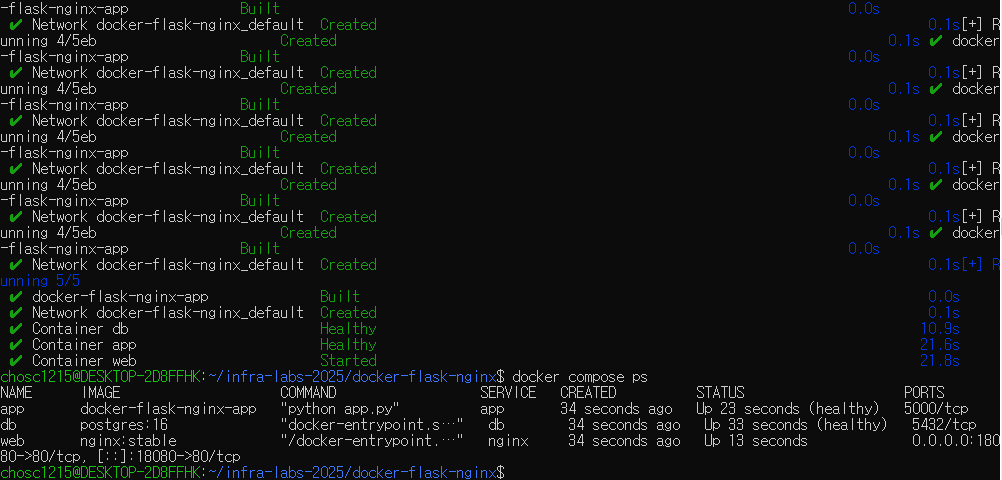 -flask-nginx-app Built 0.0s
✔ Network docker-flask-nginx_default Created 0.1s[+] R
unning 4/5eb Created 0.1s ✔ docker
-flask-nginx-app Built 0.0s
✔ Network docker-flask-nginx_default Created 0.1s[+] R
unning 4/5eb Created 0.1s ✔ docker
-flask-nginx-app Built 0.0s
✔ Network docker-flask-nginx_default Created 0.1s[+] R
unning 4/5eb Created 0.1s ✔ docker
-flask-nginx-app Built 0.0s
✔ Network docker-flask-nginx_default Created 0.1s[+] R
unning 4/5eb Created 0.1s ✔ docker
-flask-nginx-app Built 0.0s
✔ Network docker-flask-nginx_default Created 0.1s[+] R
unning 4/5eb Created 0.1s ✔ docker
-flask-nginx-app Built 0.0s
✔ Network docker-flask-nginx_default Created 0.1s[+] R
unning 5/5
✔ docker-flask-nginx-app Built 0.0s
✔ Network docker-flask-nginx_default Created 0.1s
✔ Container db Healthy 10.9s
✔ Container app Healthy 21.6s
✔ Container web Started 21.8s
chosc1215@DESKTOP-2D8FFHK:~/infra-labs-2025/docker-flask-nginx$ docker compose ps
NAME IMAGE COMMAND SERVICE CREATED STATUS PORTS
app docker-flask-nginx-app "python app.py" app 34 seconds ago Up 23 seconds (healthy) 5000/tcp
db postgres:16 "docker-entrypoint.s…" db 34 seconds ago Up 33 seconds (healthy) 5432/tcp
web nginx:stable "/docker-entrypoint.…" nginx 34 seconds ago Up 13 seconds 0.0.0.0:180
80->80/tcp, [::]:18080->80/tcp
chosc1215@DESKTOP-2D8FFHK:~/infra-labs-2025/docker-flask-nginx$